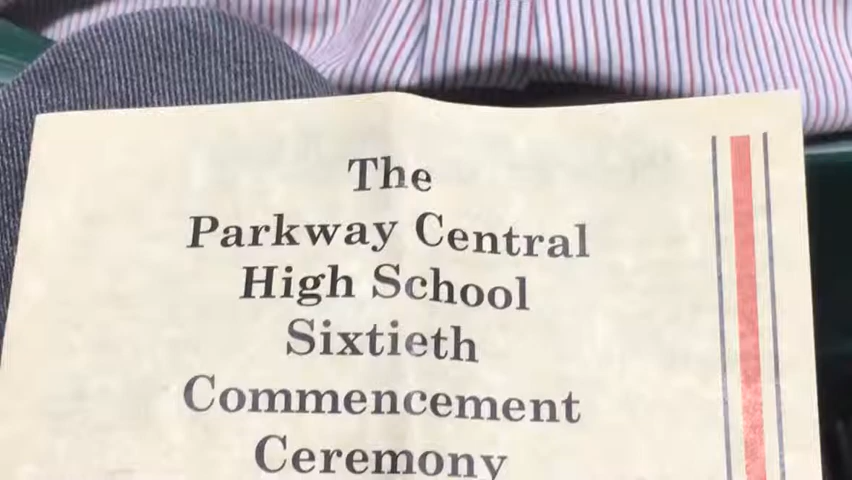 The
Parkway Central
High School
Sixtieth
Commencement
Ceremony